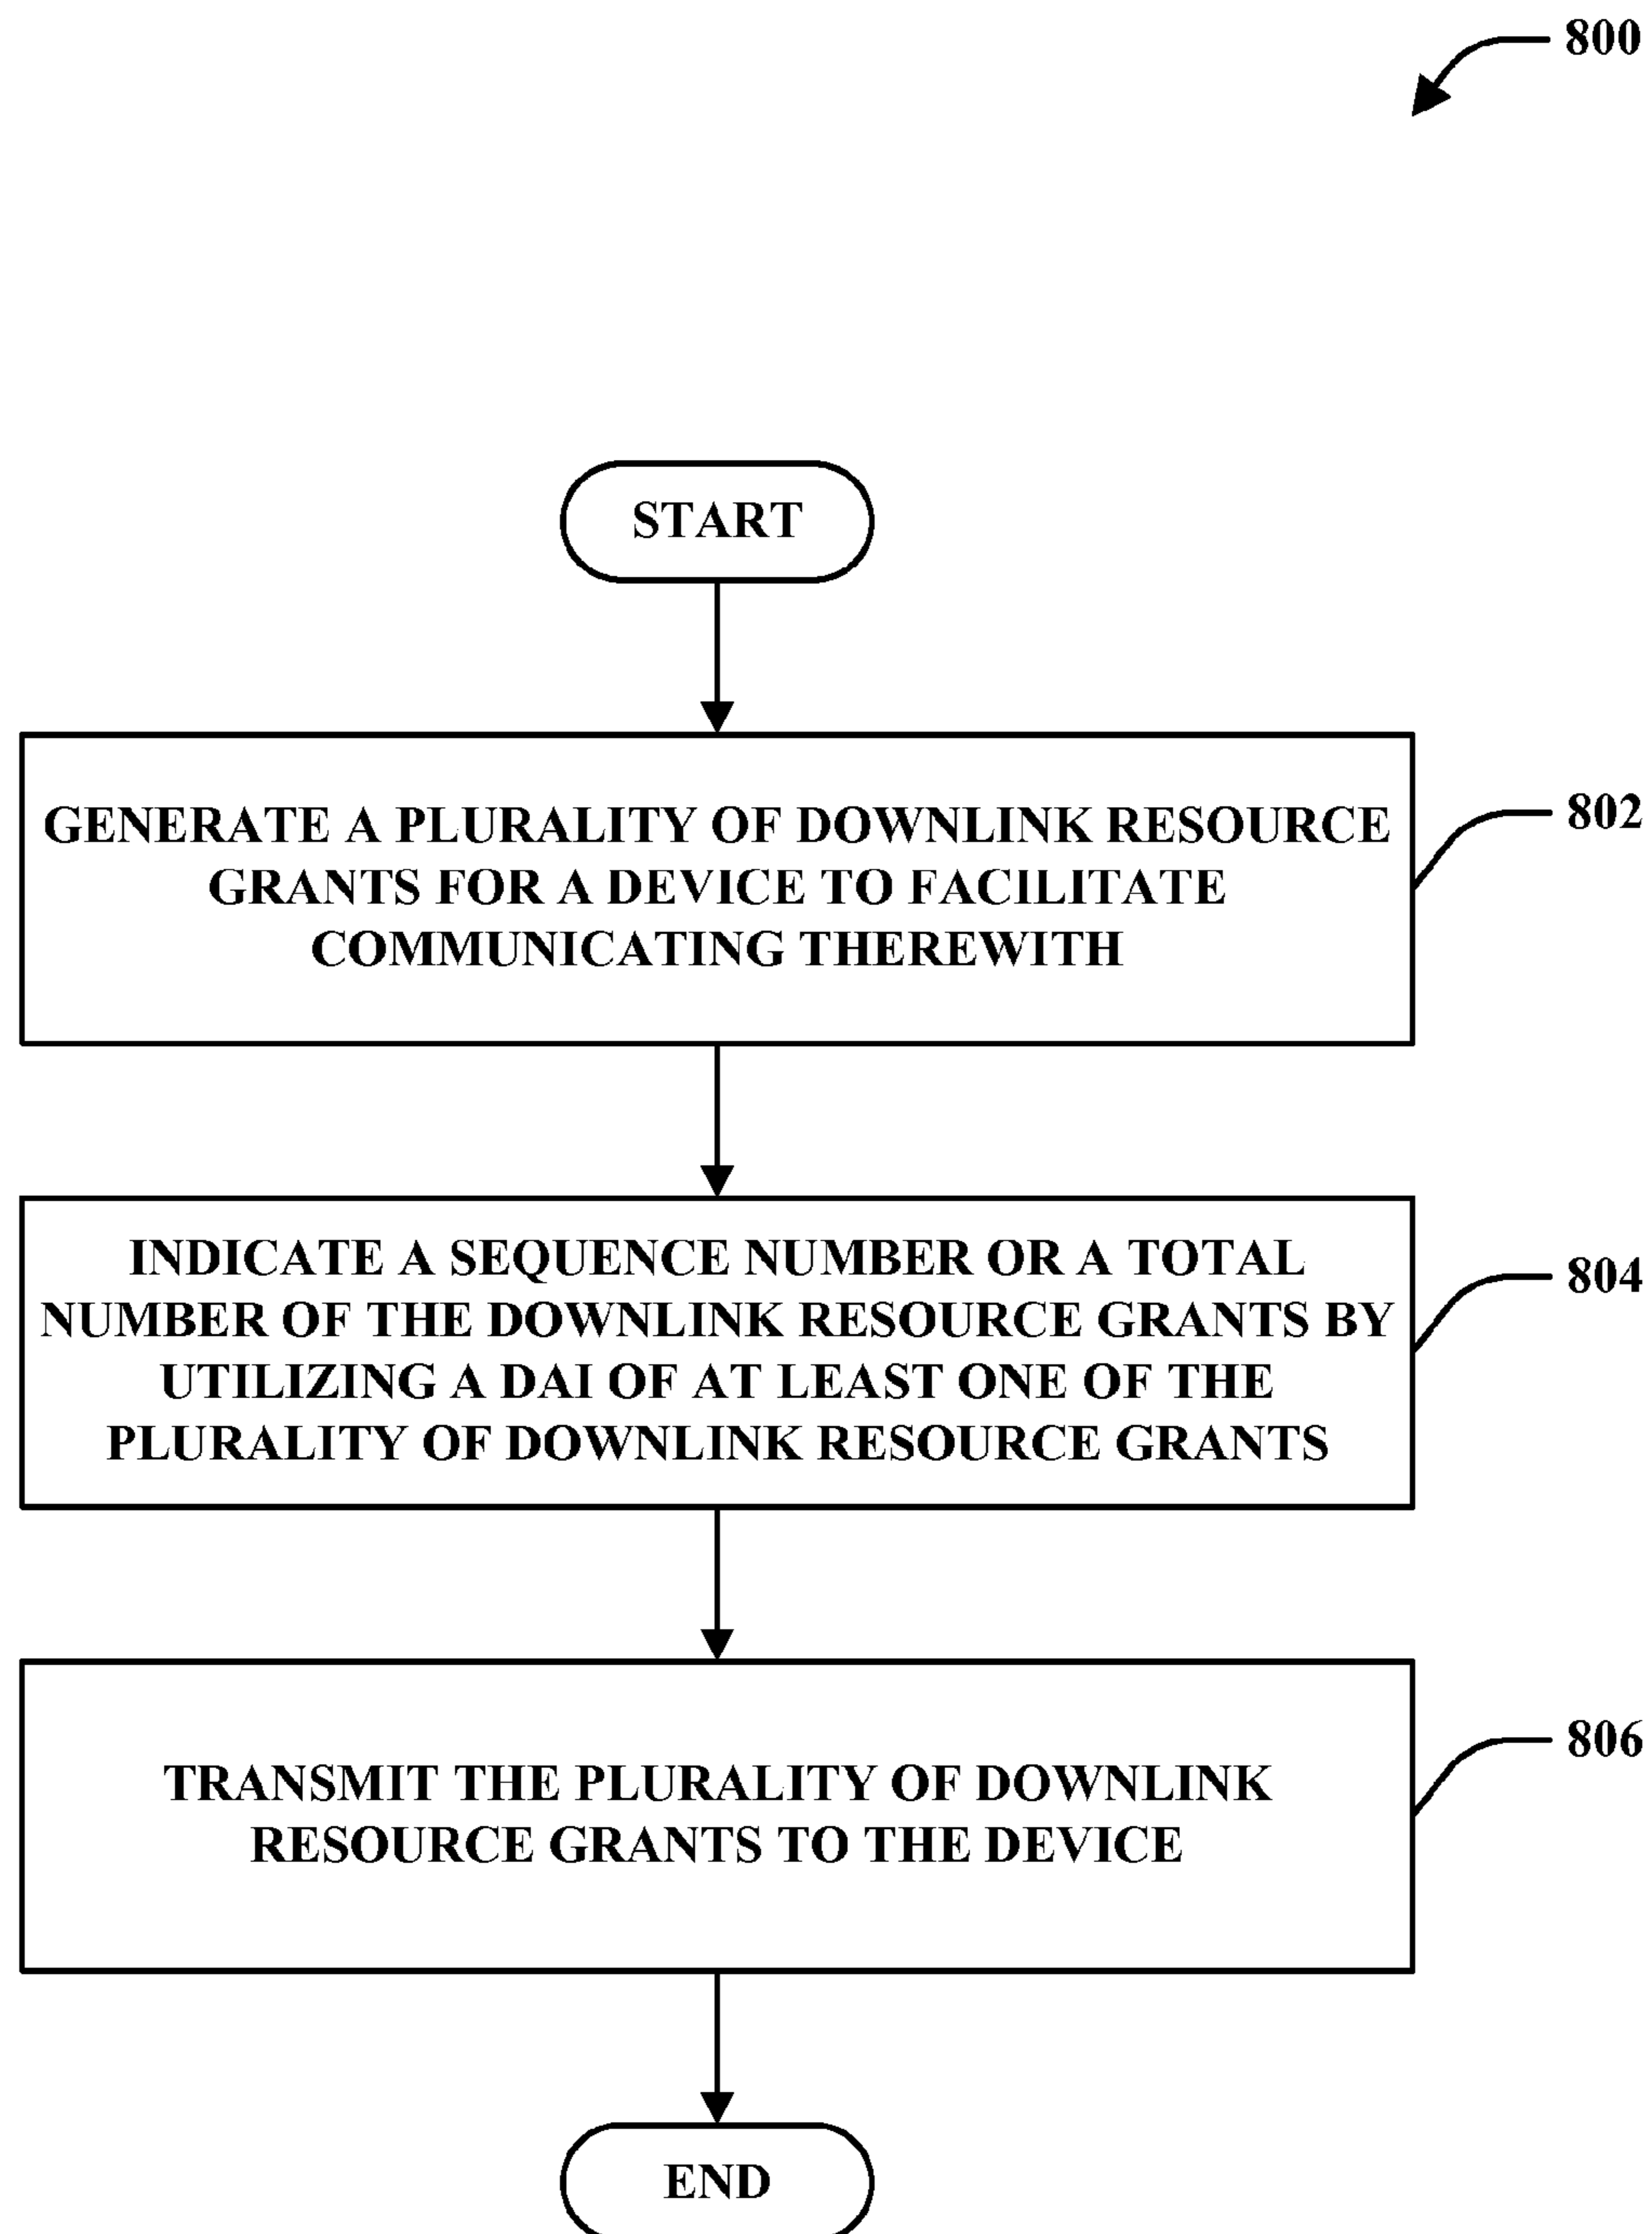 800
START
GENERATE A PLURALITY OF DOWNLINK RESOURCE
GRANTS FOR A DEVICE TO FACILITATE
COMMUNICATING THEREWITH
802
INDICATE A SEQUENCE NUMBER OR A TOTAL
NUMBER OF THE DOWNLINK RESOURCE GRANTS BY
UTILIZING A DAI OF AT LEAST ONE OF THE
PLURALITY OF DOWNLINK RESOURCE GRANTS
804
TRANSMIT THE PLURALITY OF DOWNLINK
RESOURCE GRANTS TO THE DEVICE
806
END